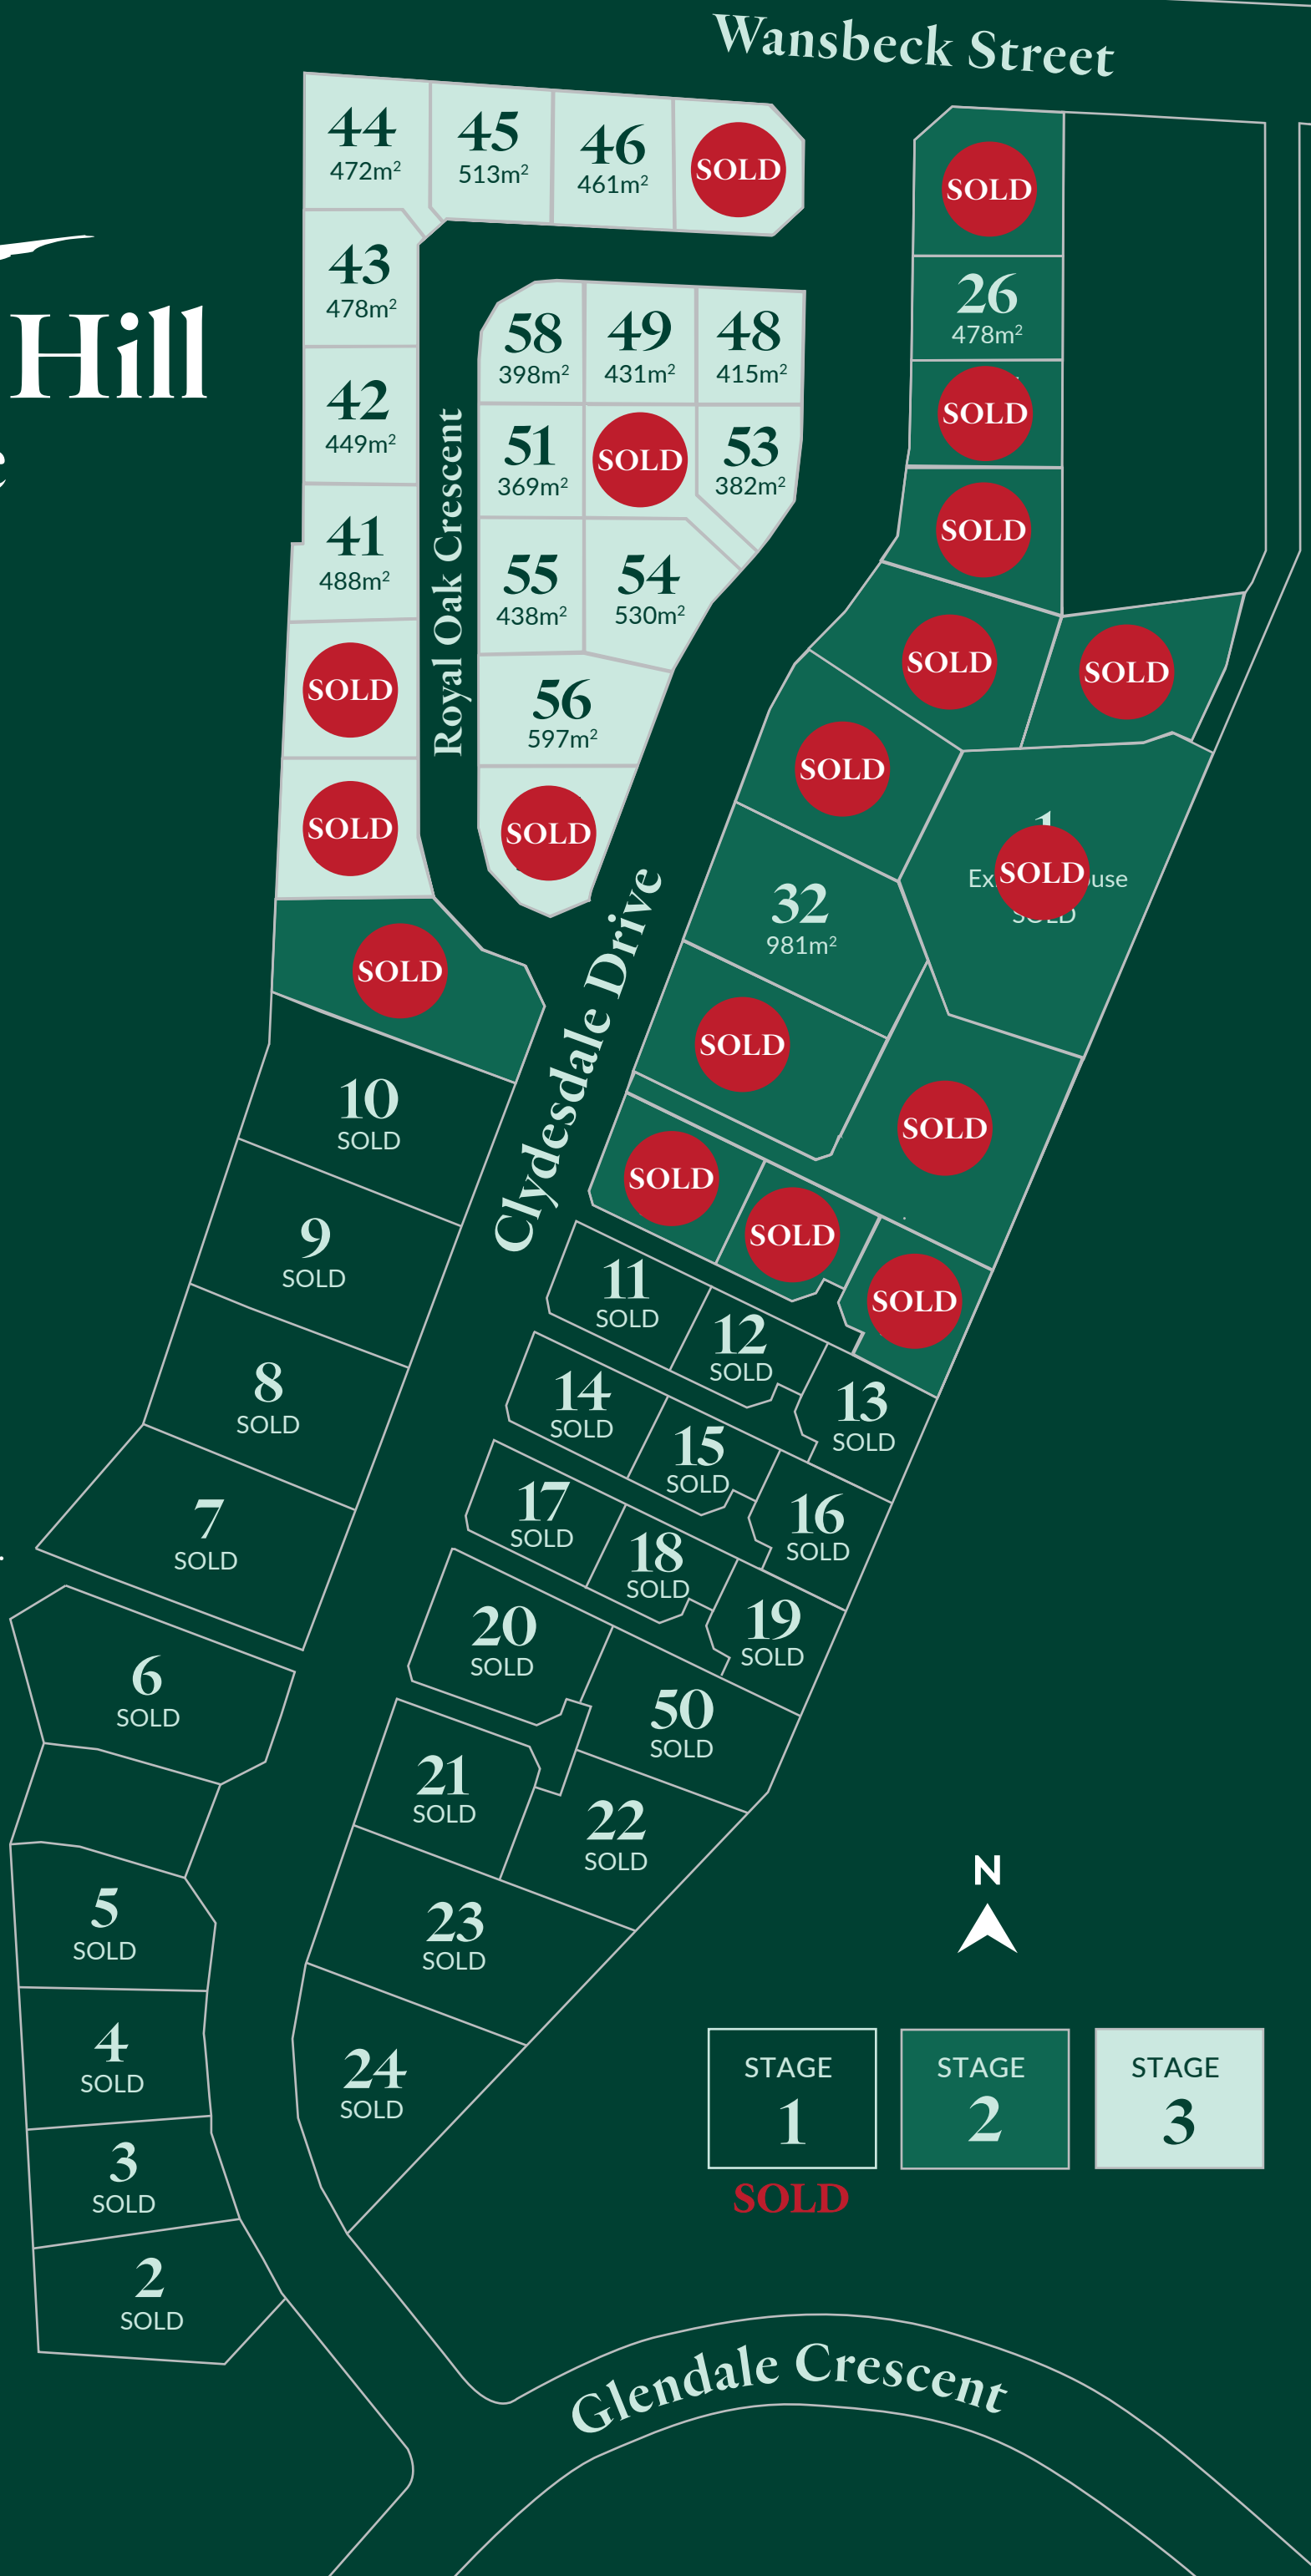 Wansbeck Street
44
472m²
45
513m²
46
461m²
SOLD
SOLD
43
478m²
26
478m²
Hill
58
398m²
49
431m²
48
415m²
42
449m²
SOLD
51
369m²
SOLD
53
382m²
Royal Oak Crescent
41
488m²
SOLD
55
438m²
54
530m²
SOLD
SOLD
SOLD
56
597m²
SOLD
SOLD
SOLD
1
SOLD
SOLD
32
981m²
Clydesdale Drive
SOLD
SOLD
SOLD
10
SOLD
SOLD
SOLD
9
SOLD
11
SOLD
SOLD
12
SOLD
8
SOLD
14
SOLD
13
SOLD
15
SOLD
7
SOLD
17
SOLD
16
SOLD
18
SOLD
20
SOLD
19
SOLD
6
SOLD
50
SOLD
21
SOLD
22
SOLD
5
SOLD
23
SOLD
N
4
SOLD
24
SOLD
STAGE
1
SOLD
STAGE
2
STAGE
3
3
SOLD
2
SOLD
Glendale Crescent